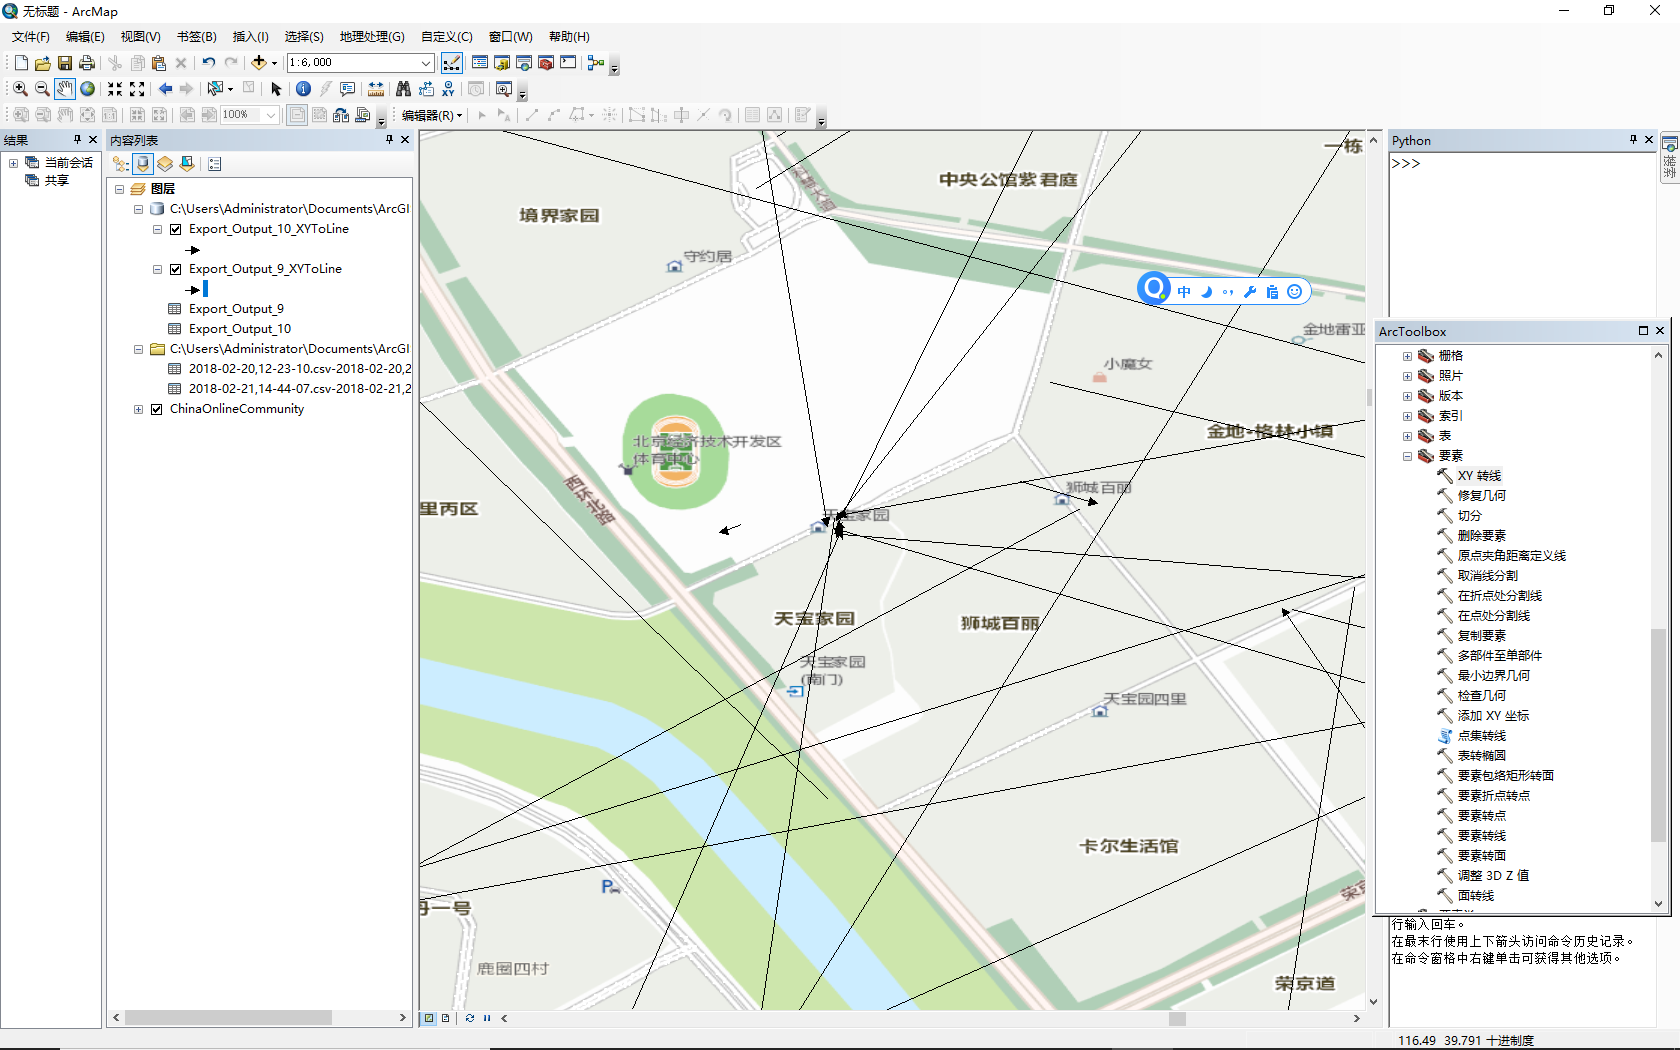 无标题 - ArcMap
文件(F) 编辑(E) 视图(V) 书签(B) 插入(I) 选择(S) 地理处理(G) 自定义(C) 窗口(W) 帮助(H)
1:6,000
100%
编辑器(R)
结果
当前会话
共享
内容列表
图层
C:\Users\Administrator\Documents\ArcGI
Export_Output_10_XYToLine
Export_Output_9_XYToLine
Export_Output_9
Export_Output_10
C:\Users\Administrator\Documents\ArcGI
2018-02-20,12-23-10.csv-2018-02-20,2
2018-02-21,14-44-07.csv-2018-02-21,2
ChinaOnlineCommunity
一栋
中央公馆紫君庭
境界家园
守约居
中
金地雷亚
小魔女
金地-格林小镇
北京经济技术开发区
体育中心
狮城百丽
西环北路
里丙区
天宝家园
天宝家园
狮城百丽
天宝家园
(南门)
天宝园四里
卡尔生活馆
P
丹一号
荣京
鹿圈四村
荣京道
Python
>>>
ArcToolbox
栅格
照片
版本
索引
表
要素
XY 转线
修复几何
切分
删除要素
原点夹角距离定义线
取消线分割
在折点处分割线
在点处分割线
复制要素
多部件至单部件
最小边界几何
检查几何
添加 XY 坐标
点集转线
表转椭圆
要素包络矩形转面
要素折点转点
要素转点
要素转线
要素转面
调整 3D Z 值
面转线
行输入回车。
在最末行使用上下箭头访问命令历史记录。
在命令窗格中右键单击可获得其他选项。
116.49 39.791 十进制度